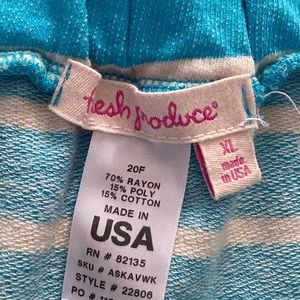 fresh produce®
XL
made
in USA
20F
70% RAYON
15% POLY
15% COTTON
MADE IN
USA
RN # 82135
SKU # ASKAVWK
STYLE # 22806
PO #